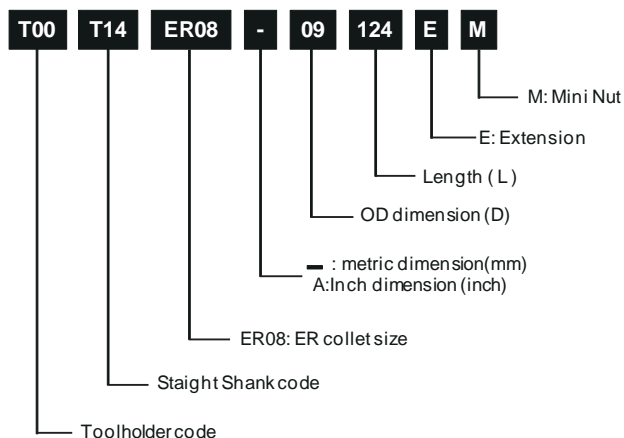 T00 T14 ER08 - 09 124 E M
M: Mini Nut
E: Extension
Length (L)
OD dimension (D)
- : metric dimension(mm)
A:Inch dimension (inch)
ER08: ER collet size
Staight Shank code
Toolholder code